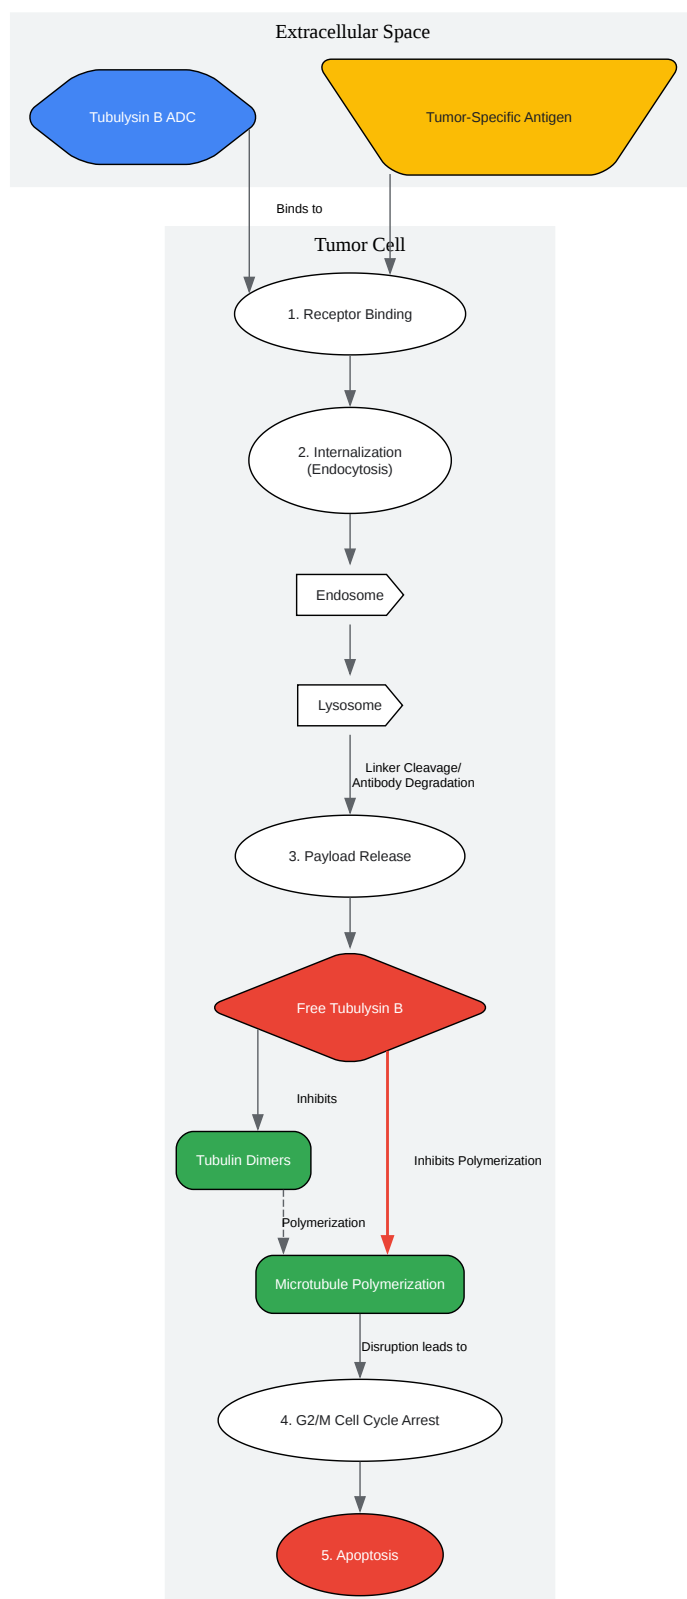 Extracellular Space
Tubulysin B ADC
Tumor-Specific Antigen
Binds to
Tumor Cell
1. Receptor Binding
2. Internalization
(Endocytosis)
Endosome
Lysosome
Linker Cleavage/
Antibody Degradation
3. Payload Release
Free Tubulysin B
Inhibits
Tubulin Dimers
Inhibits Polymerization
Polymerization
Microtubule Polymerization
Disruption leads to
4. G2/M Cell Cycle Arrest
5. Apoptosis